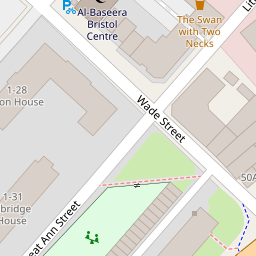 Al-Baseera
Bristol
Centre
The Swan
with Two
Necks
1-28
on House
Wade Street
1-31
bridge
House
eat Ann Street
50A